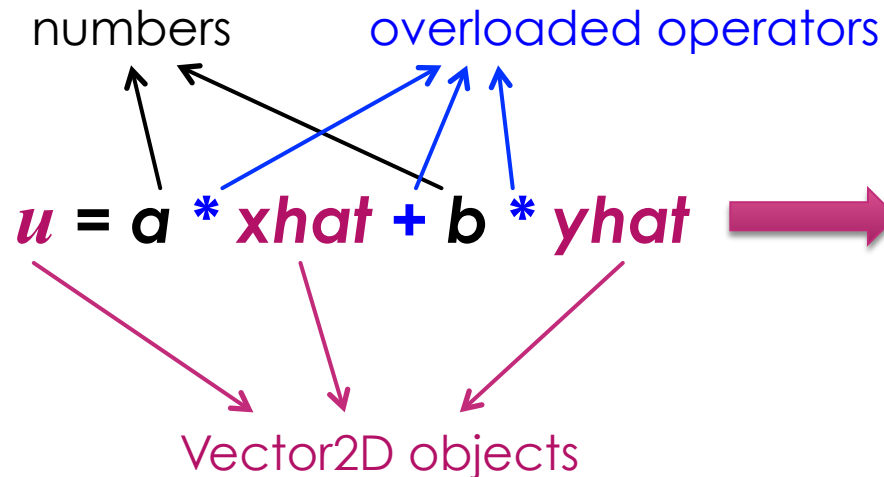 numbers
overloaded operators
u = a * xhat + b * yhat
Vector2D objects